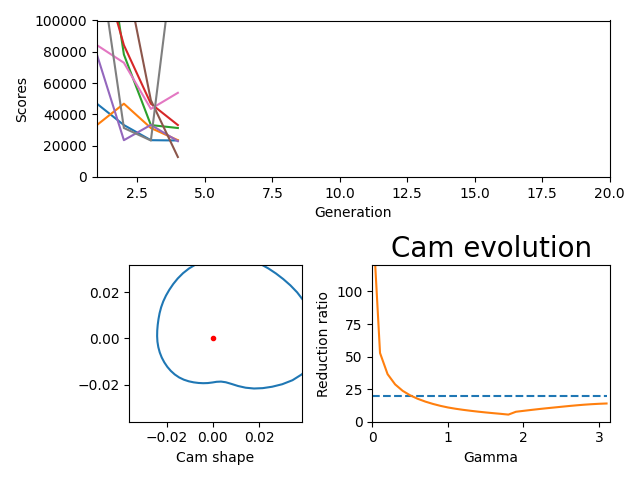 100000
80000
60000
40000
20000
0
Scores
2.5 5.0 7.5 10.0 12.5 15.0 17.5 20.0
Generation
Cam evolution
0.02
0.00
−0.02
−0.02 0.00 0.02
Cam shape
Reduction ratio
100
75
50
25
0
0 1 2 3
Gamma